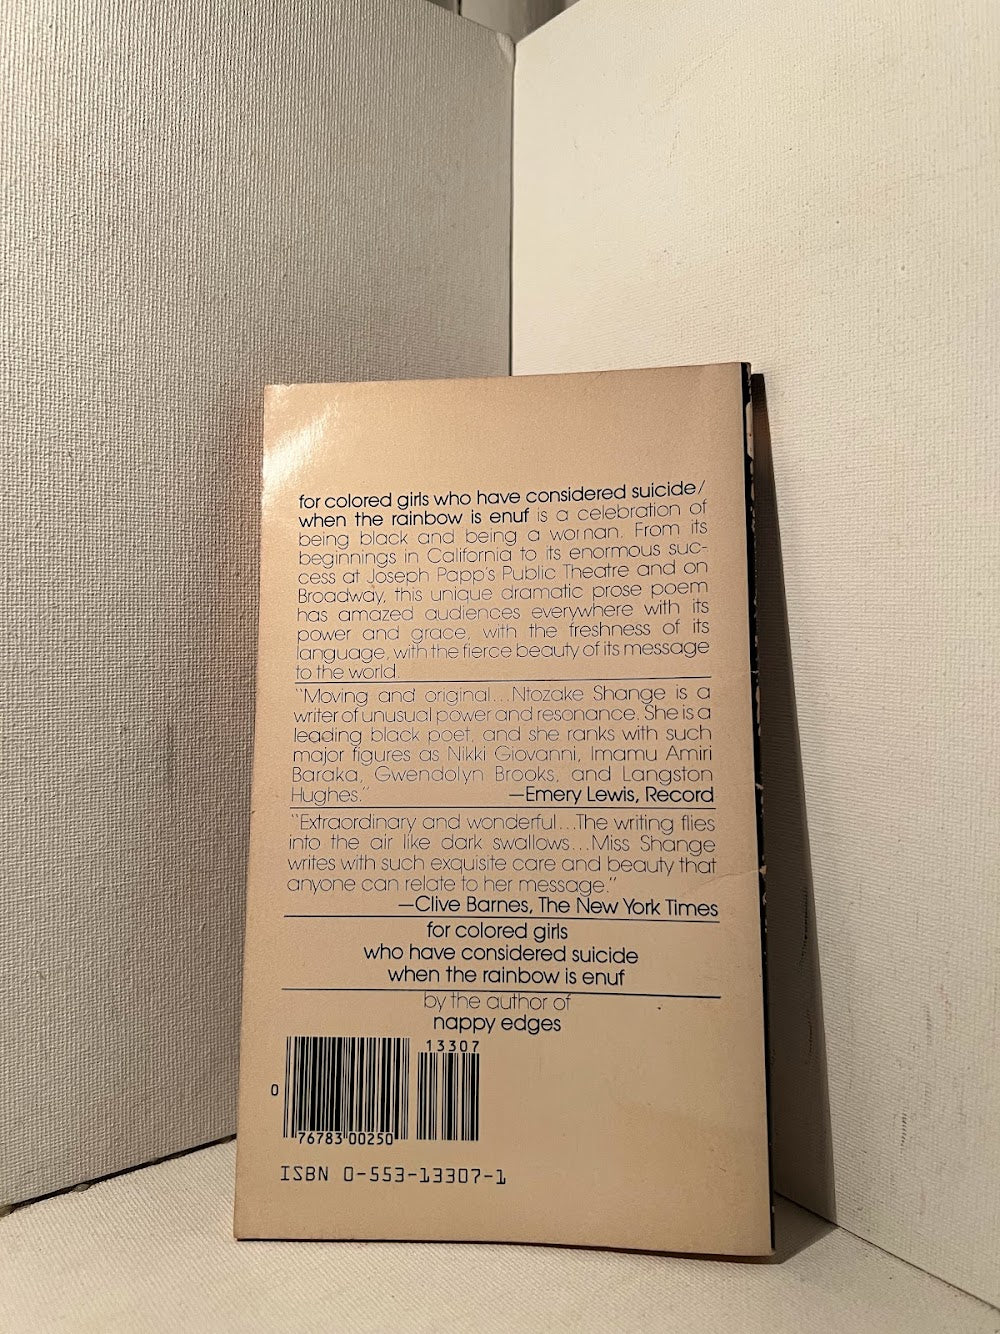 for colored girls who have considered suicide/
when the rainbow is enuf is a celebration of
being black and being a woman. From its
beginnings in California to its enormous suc-
cess at Joseph Papp's Public Theatre and on
Broadway, this unique dramatic prose poem
has amazed audiences everywhere with its
power and grace, with the freshness of its
language, with the fierce beauty of its message
to the world.
"Moving and original...Ntozake Shange is a
writer of unusual power and resonance. She is a
leading black poet, and she ranks with such
major figures as Nikki Giovanni, Imamu Amiri
Baraka, Gwendolyn Brooks, and Langston
Hughes." —Emery Lewis, Record
"Extraordinary and wonderful...The writing flies
into the air like dark swallows...Miss Shange
writes with such exquisite care and beauty that
anyone can relate to her message."
—Clive Barnes, The New York Times
for colored girls
who have considered suicide
when the rainbow is enuf
by the author of
nappy edges
13307
0
76783 00250
ISBN 0-553-13307-1